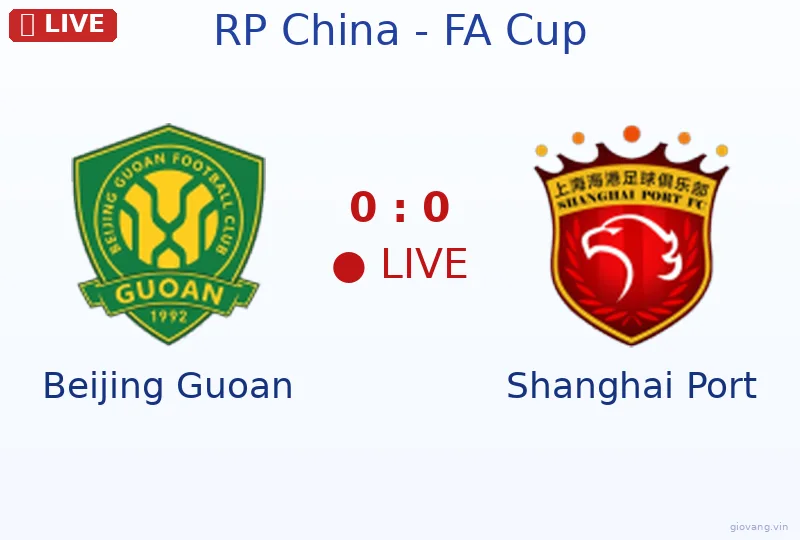 LIVE
RP China - FA Cup
BEIJING GUOAN FOOTBALL CLUB
GUOAN
1992
0 : 0
LIVE
上海海港足球俱乐部
SHANGHAI PORT FC
Beijing Guoan
Shanghai Port
giovang.vin